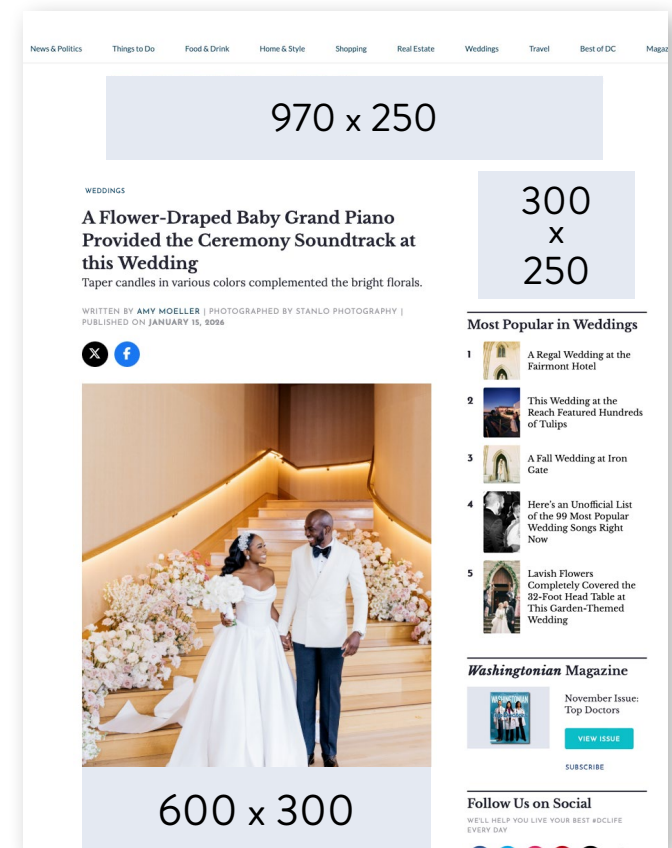 News & Politics Things to Do Food & Drink Home & Style Shopping Real Estate Weddings Travel Best of DC Magaz
970 x 250
WEDDINGS
A Flower-Draped Baby Grand Piano
Provided the Ceremony Soundtrack at
this Wedding
Taper candles in various colors complemented the bright florals.
WRITTEN BY AMY MOELLER | PHOTOGRAPHED BY STANLO PHOTOGRAPHY |
PUBLISHED ON JANUARY 15, 2026
600 x 300
300
x
250
Most Popular in Weddings
1 A Regal Wedding at the
Fairmont Hotel
2 This Wedding at the
Reach Featured Hundreds
of Tulips
3 A Fall Wedding at Iron
Gate
4 Here's an Unofficial List
of the 99 Most Popular
Wedding Songs Right
Now
5 Lavish Flowers
Completely Covered the
32-Foot Head Table at
This Garden-Themed
Wedding
Washingtonian Magazine
WASHINGTONIAN
November Issue:
Top Doctors
VIEW ISSUE
SUBSCRIBE
Follow Us on Social
WE'LL HELP YOU LIVE YOUR BEST #DCLIFE
EVERY DAY